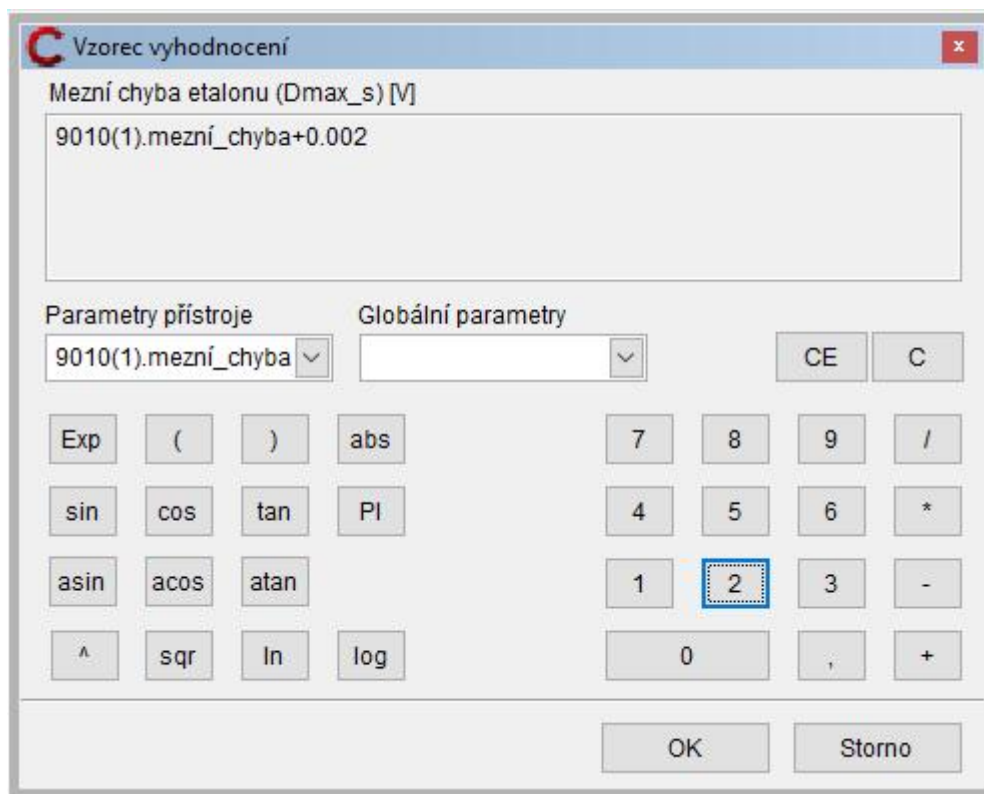 Vzorec vyhodnocení
x
Mezní chyba etalonu (Dmax_s) [V]
9010(1).mezní_chyba+0.002
Parametry přístroje Globální parametry
9010(1).mezní_chyba CE C
Exp ( ) abs 7 8 9 /
sin cos tan PI 4 5 6 *
asin acos atan 1 2 3 -
^ sqr ln log 0 , +
OK Storno